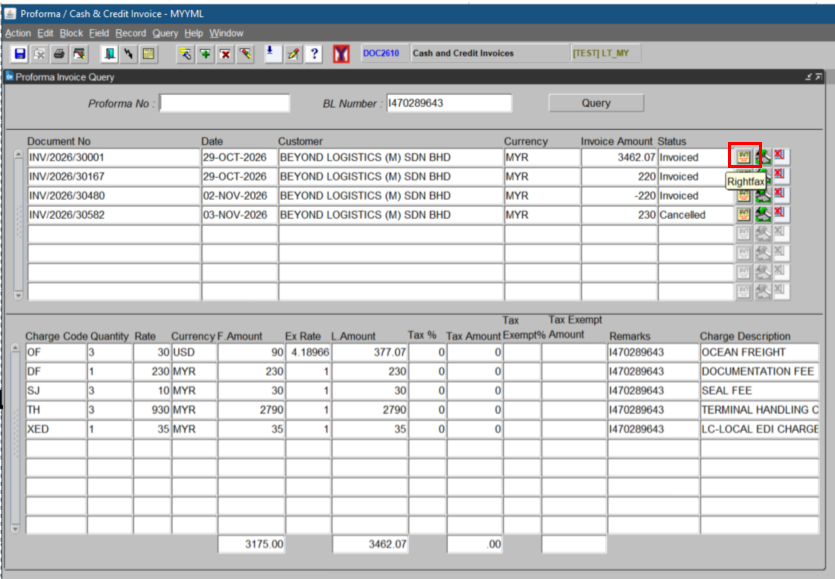 Proforma / Cash & Credit Invoice - MYYML
Action Edit Block Field Record Query Help Window
DOC2610 Cash and Credit Invoices [TEST] LT_MY
Proforma Invoice Query
Proforma No : BL Number : I470289643 Query
Document No Date Customer Currency Invoice Amount Status
INV/2026/30001 29-OCT-2026 BEYOND LOGISTICS (M) SDN BHD MYR 3462.07 Invoiced
INV/2026/30167 29-OCT-2026 BEYOND LOGISTICS (M) SDN BHD MYR 220 Invoiced
Rightfax
INV/2026/30480 02-NOV-2026 BEYOND LOGISTICS (M) SDN BHD MYR -220 Invoiced
INV/2026/30582 03-NOV-2026 BEYOND LOGISTICS (M) SDN BHD MYR 230 Cancelled
Charge Code Quantity Rate Currency F.Amount Ex Rate L.Amount Tax % Tax Amount Tax Exempt% Tax Exempt Amount Remarks Charge Description
OF 3 30 USD 90 4.18966 377.07 0 0 I470289643 OCEAN FREIGHT
DF 1 230 MYR 230 1 230 0 0 I470289643 DOCUMENTATION FEE
SJ 3 10 MYR 30 1 30 0 0 I470289643 SEAL FEE
TH 3 930 MYR 2790 1 2790 0 0 I470289643 TERMINAL HANDLING C
XED 1 35 MYR 35 1 35 0 0 I470289643 LC-LOCAL EDI CHARGE
3175.00 3462.07 .00